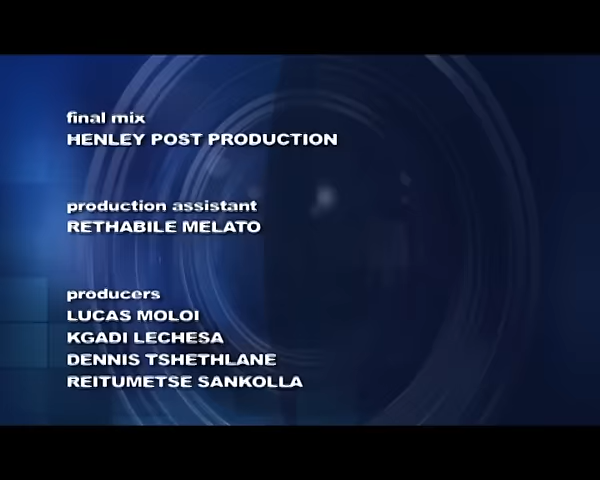 final mix
HENLEY POST PRODUCTION
production assistant
RETHABILE MELATO
producers
LUCAS MOLOI
KGADI LECHESA
DENNIS TSHETHLANE
REITUMETSE SANKOLLA